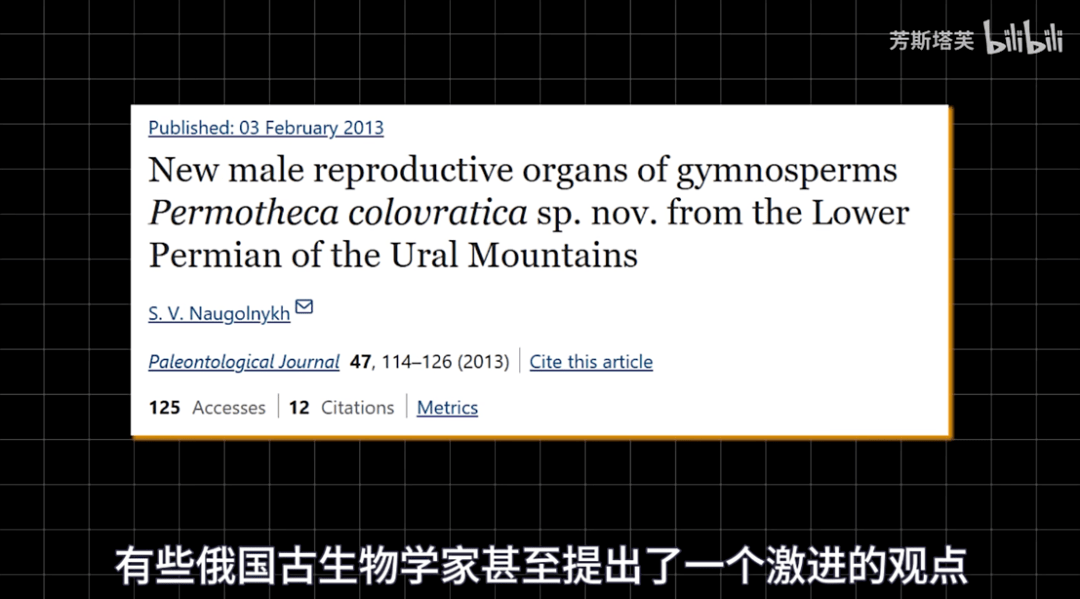 芳斯塔芙 bilibili
Published: 03 February 2013
New male reproductive organs of gymnosperms
Permotheca colovratica sp. nov. from the Lower
Permian of the Ural Mountains
S. V. Naugolnykh
Paleontological Journal 47, 114–126 (2013) | Cite this article
125 Accesses | 12 Citations | Metrics
有些俄国古生物学家甚至提出了一个激进的观点